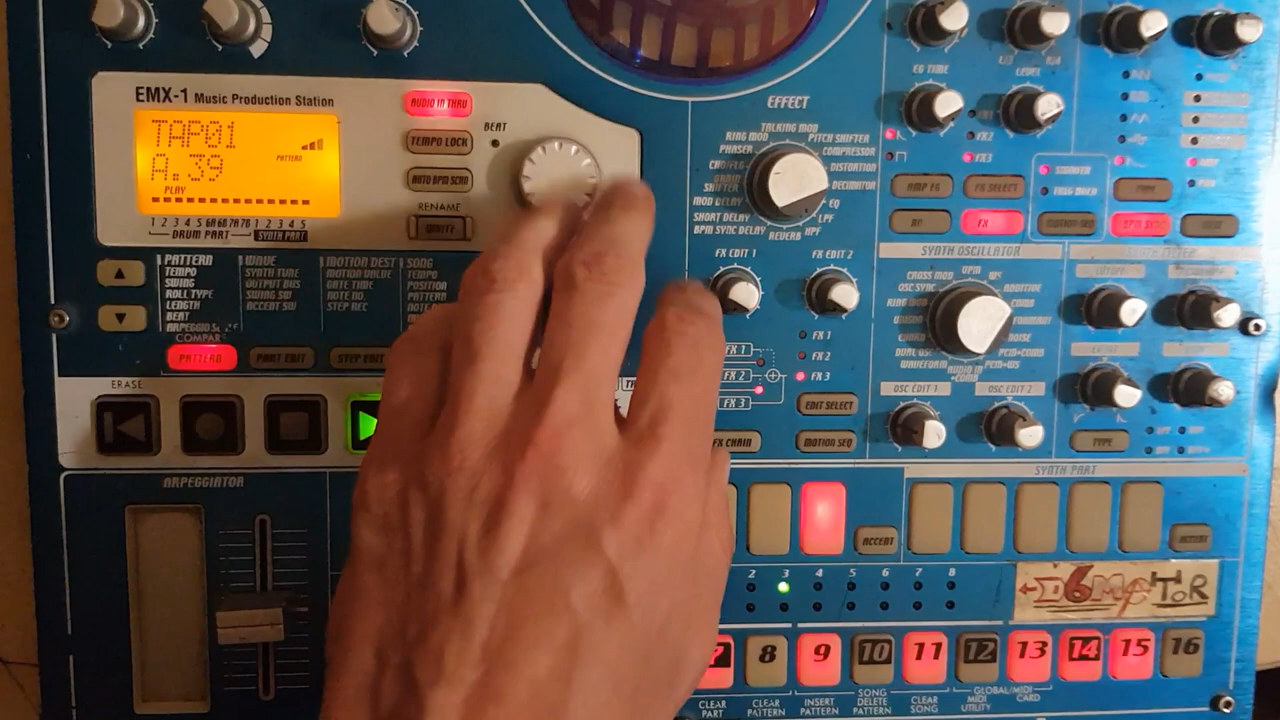 EMX-1 Music Production Station
TAP01
A.39
PATTERN
PLAY
1 2 3 4 5 6A 6B 7A 7B 1 2 3 4 5
DRUM PART
SYNTH PART
AUDIO IN THRU
TEMPO LOCK
AUTO BPM SCAN
RENAME
WRITE
BEAT
PATTERN
TEMPO
SWING
ROLL TYPE
LENGTH
BEAT
WAVE
SYNTH TUNE
OUTPUT BUS
SWING SW
ACCENT SW
MOTION DEST
MOTION VALUE
GATE TIME
NOTE NO.
STEP REC
SONG
TEMPO
POSITION
PATTERN
COMPARE
PATTERN
PART EDIT
STEP EDIT
ERASE
ARPEGGIATOR
EFFECT
TALKING MOD
RING MOD
PITCH SHIFTER
PHASER
COMPRESSOR
CHO/FLG
DISTORTION
GRAIN SHIFTER
DECIMATOR
MOD DELAY
EQ
SHORT DELAY
LPF
BPM SYNC DELAY
HPF
REVERB
FX EDIT 1
FX EDIT 2
FX 1
FX 2
FX 3
FX 1
FX 2
FX 3
EDIT SELECT
FX CHAIN
MOTION SEQ
EG TIME
LEVEL
FX2
FX3
AMP EG
FX SELECT
FX
MOTION SEQ
BPM SYNC
SYNTH OSCILLATOR
VPM
CROSS MOD
WS
OSC SYNC
ADDITIVE
RING MOD
COMB
UNISON
FORMANT
NOISE
DUAL OSC
PCM+COMB
WAVEFORM
PCM+WS
AUDIO IN
+COMB
OSC EDIT 1
OSC EDIT 2
TYPE
SYNTH PART
ACCENT
ACCENT
2 3 4 5 6 7 8
D6MATOR
7 8 9 10 11 12 13 14 15 16
CLEAR PART
CLEAR PATTERN
INSERT PATTERN
SONG
DELETE PATTERN
CLEAR SONG
GLOBAL/MIDI
MIDI UTILITY
CARD